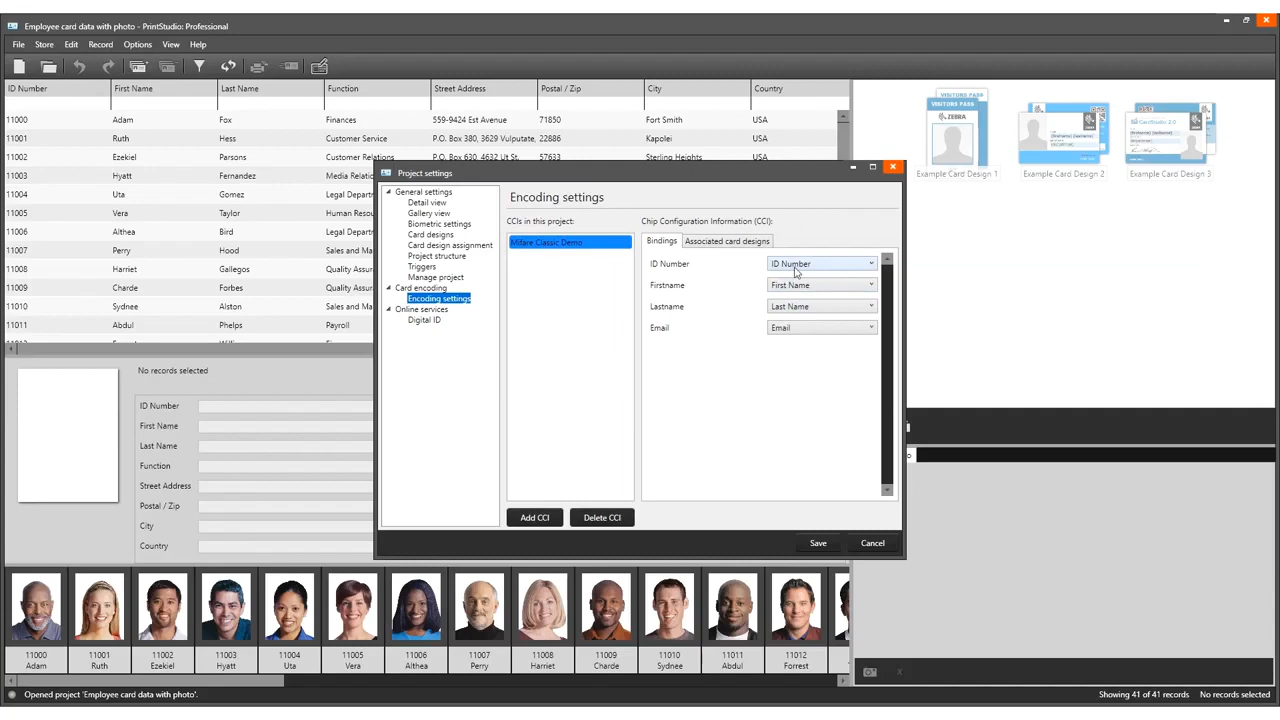 Employee card data with photo - PrintStudio: Professional
File Store Edit Record Options View Help
ID Number First Name Last Name Function Street Address Postal / Zip City Country
11000 Adam Fox Finances 359-9424 Est Avenue 71850 Fort Smith USA
11001 Ruth Hess Customer Service P.O. Box 930, 3629 Vulputate, 22886 Kapolei USA
11002 Ezekiel Parsons Customer Relations P.O. Box 630, 4632 Ut St. 57633 Sterling Heights USA
11003 Hyatt Fernandez Media Relatio
11004 Uta Gomez Legal Depart
11005 Vera Taylor Human Resou
11006 Althea Bird Legal Depart
11007 Perry Hood Sales and Ma
11008 Harriet Gallegos Quality Assur
11009 Charde Forbes Quality Assur
11010 Sydnee Alston Sales and Ma
11011 Abdul Phelps Payroll
VISITORS PASS
VISITORS PASS
ZEBRA
Example Card Design 1
Example Card Design 2
Example Card Design 3
Project settings
General settings
Detail view
Gallery view
Biometric settings
Card designs
Card design assignment
Project structure
Triggers
Manage project
Card encoding
Encoding settings
Online services
Digital ID
Encoding settings
CCIs in this project:
Mifare Classic Demo
Add CCI Delete CCI
Chip Configuration Information (CCI):
Bindings Associated card designs
ID Number ID Number
Firstname First Name
Lastname Last Name
Email Email
Save Cancel
No records selected
ID Number
First Name
Last Name
Function
Street Address
Postal / Zip
City
Country
11000 11001 11002 11003 11004 11005 11006 11007 11008 11009 11010 11011 11012
Adam Ruth Ezekiel Hyatt Uta Vera Althea Perry Harriet Charde Sydnee Abdul Forrest
X
Opened project 'Employee card data with photo'.
Showing 41 of 41 records No records selected